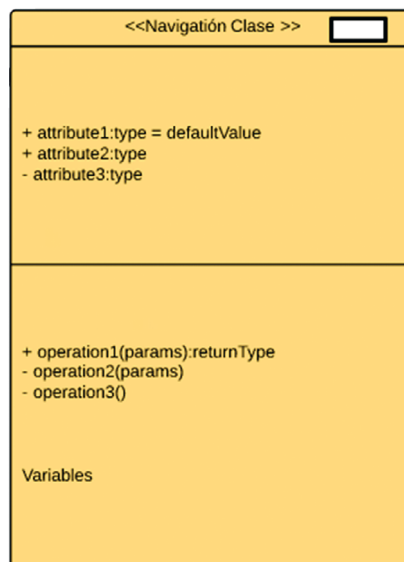 <<Navigatión Clase >>
+ attribute1:type = defaultValue
+ attribute2:type
- attribute3:type
+ operation1(params):returnType
- operation2(params)
- operation3()
Variables